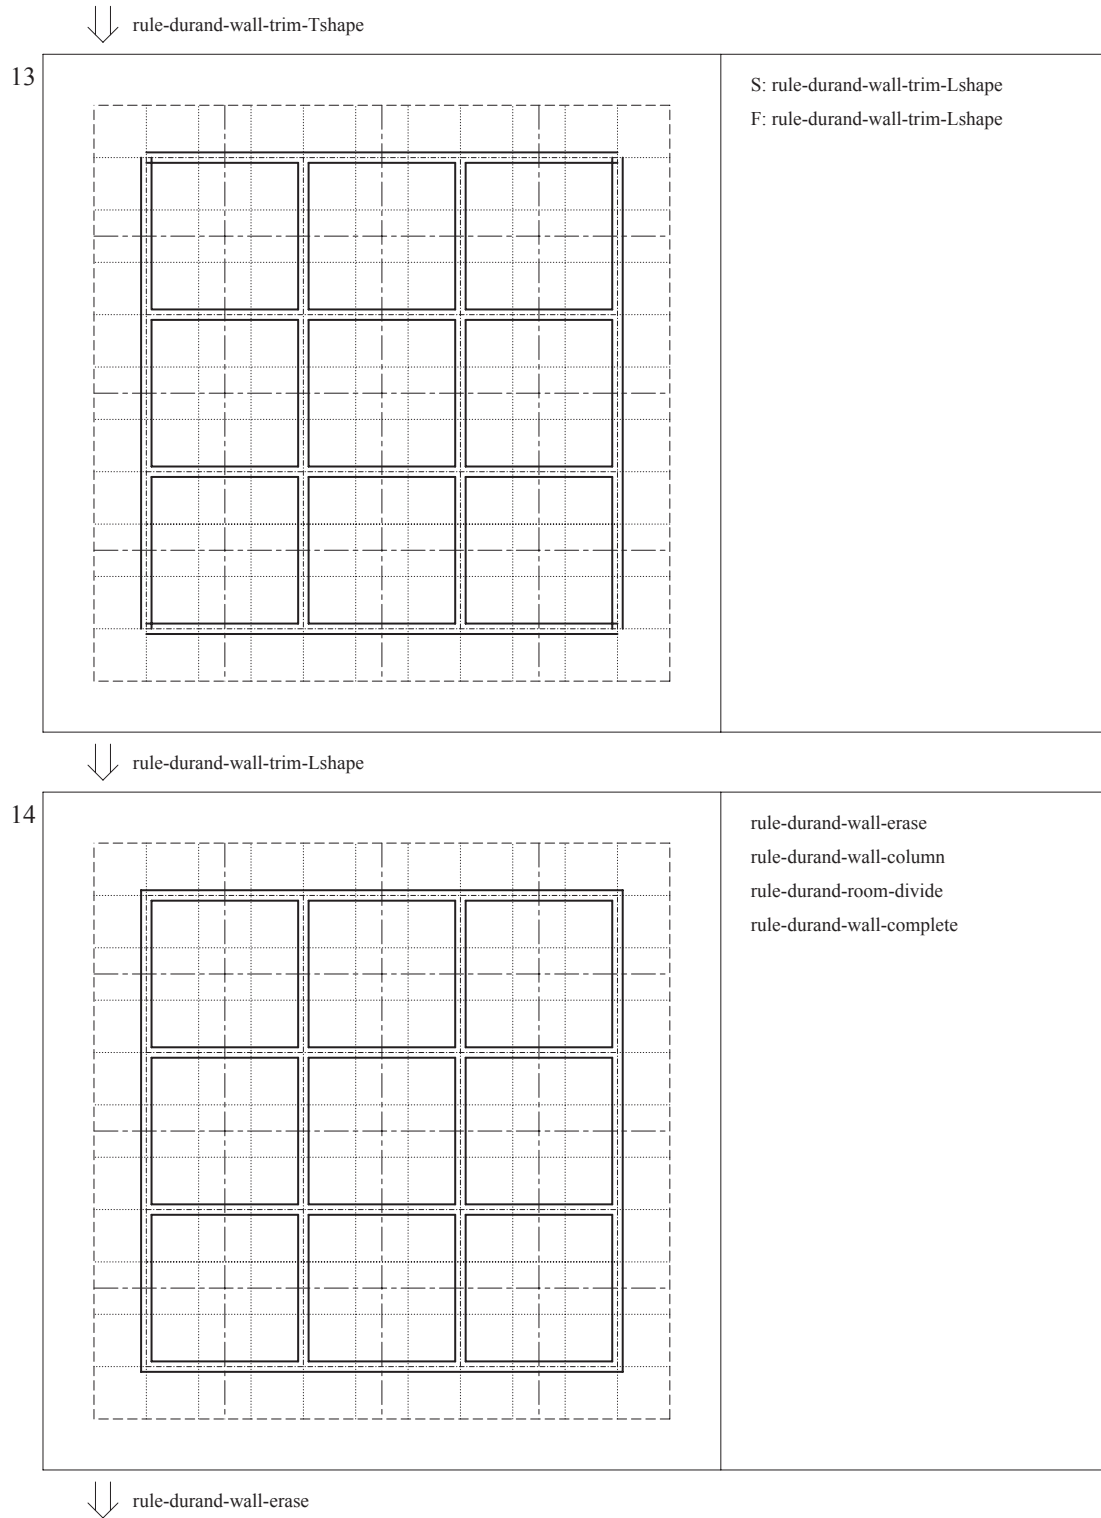 rule-durand-wall-trim-Tshape
13
S: rule-durand-wall-trim-Lshape
F: rule-durand-wall-trim-Lshape
rule-durand-wall-trim-Lshape
14
rule-durand-wall-erase
rule-durand-wall-column
rule-durand-room-divide
rule-durand-wall-complete
rule-durand-wall-erase